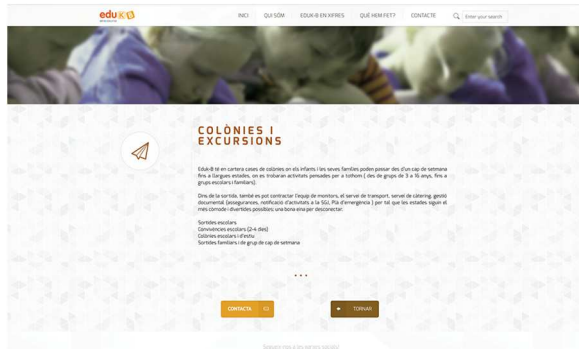 eduKB
INICI
QUI SÓM
EDUK-B EN XIFRES
QUÈ HEM FET?
CONTACTE
Enter your search
COLÒNIES I
EXCURSIONS
Eduk-B té en cartera cases de colònies on els infants i les seves famílies poden passar des d'un cap de setmana
fins a llargues estades, on es trobaran activitats pensades per a tothom ( des de grups de 3 a 16 anys, fins a
grups escolars i familiars).
Dins de la sortida, també es pot contractar l'equip de monitors, el servei de transport, servei de càtering, gestió
documental (assegurances, notificació d'activitats a la SGJ, Plà d'emergència ) per tal que les estades siguin el
més còmode i divertides possibles; una bona eina per desconectar.
Sortides escolars
Convivències escolars (2-4 dies)
Colònies escolars i d'estiu
Sortides familiars i de grup de cap de setmana
CONTACTA
TORNAR